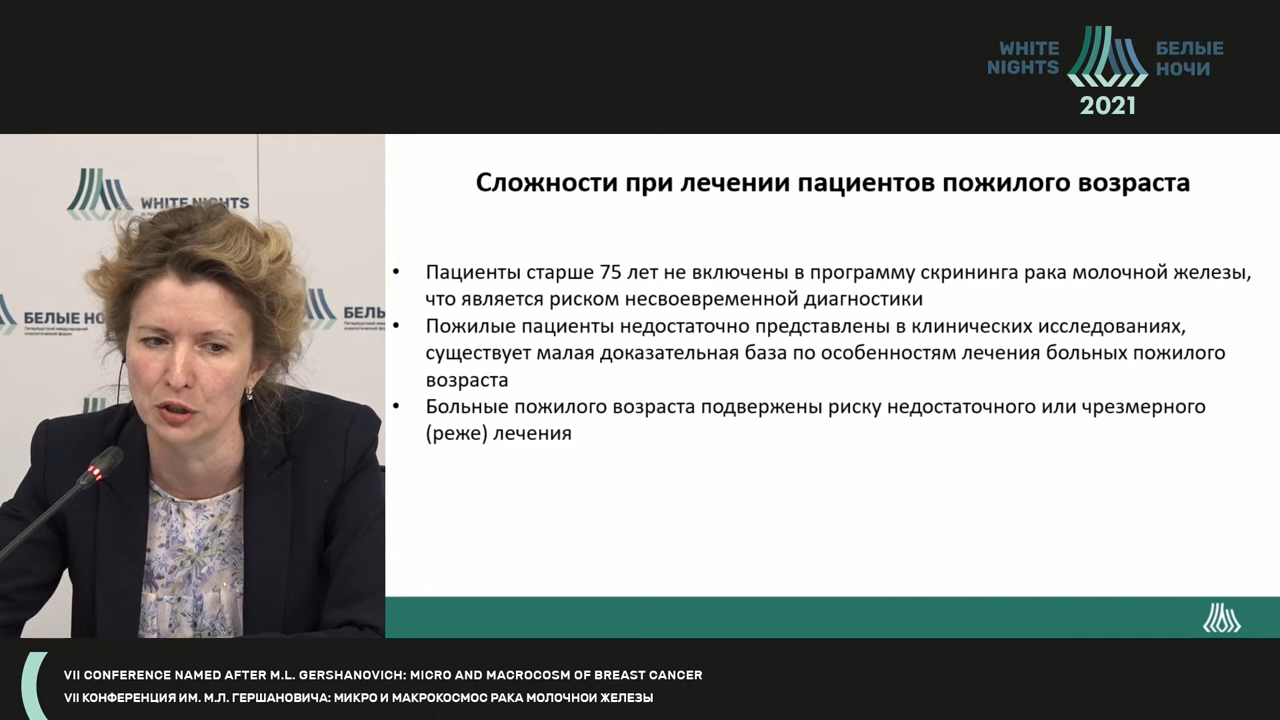 WHITE
NIGHTS
БЕЛЫЕ
НОЧИ
2021
WHITE NIGHTS
БЕЛЫЕ НО
БЕЛЫ
Сложности при лечении пациентов пожилого возраста
• Пациенты старше 75 лет не включены в программу скрининга рака молочной железы,
что является риском несвоевременной диагностики
• Пожилые пациенты недостаточно представлены в клинических исследованиях,
существует малая доказательная база по особенностям лечения больных пожилого
возраста
• Больные пожилого возраста подвержены риску недостаточного или чрезмерного
(реже) лечения
VII CONFERENCE NAMED AFTER M.L. GERSHANOVICH: MICRO AND MACROCOSM OF BREAST CANCER
VII КОНФЕРЕНЦИЯ ИМ. М.Л. ГЕРШАНОВИЧА: МИКРО И МАКРОКОСМОС РАКА МОЛОЧНОЙ ЖЕЛЕЗЫ